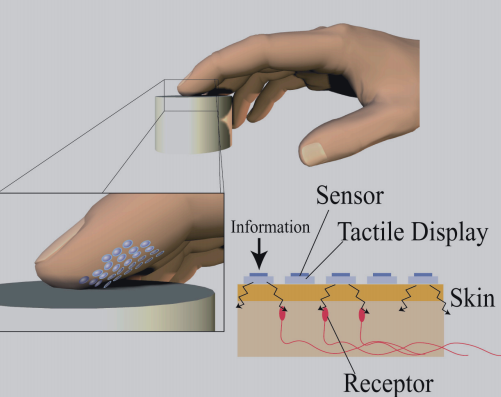 Sensor
Information
Tactile Display
Skin
Receptor